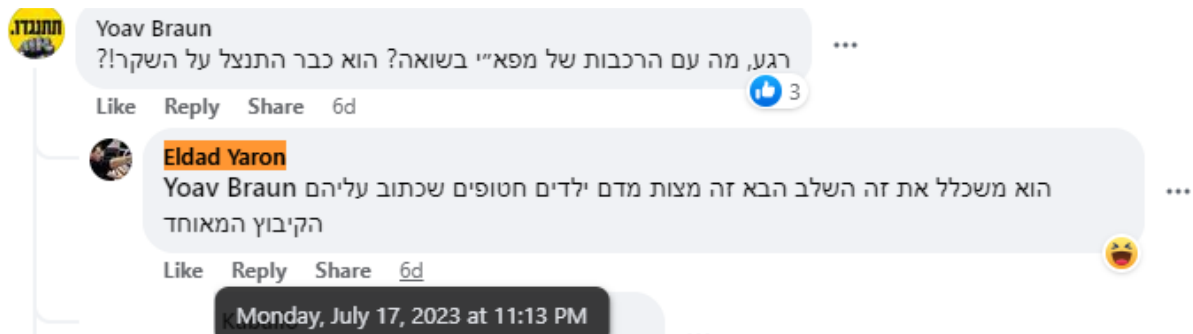 תתנגדו.
Yoav Braun
רגע, מה עם הרכבות של מפא״י בשואה? הוא כבר התנצל על השקר!?
3
Like Reply Share 6d
Eldad Yaron
Yoav Braun הוא משכלל את זה השלב הבא זה מצות מדם ילדים חטופים שכתוב עליהם
הקיבוץ המאוחד
Like Reply Share 6d
Monday, July 17, 2023 at 11:13 PM